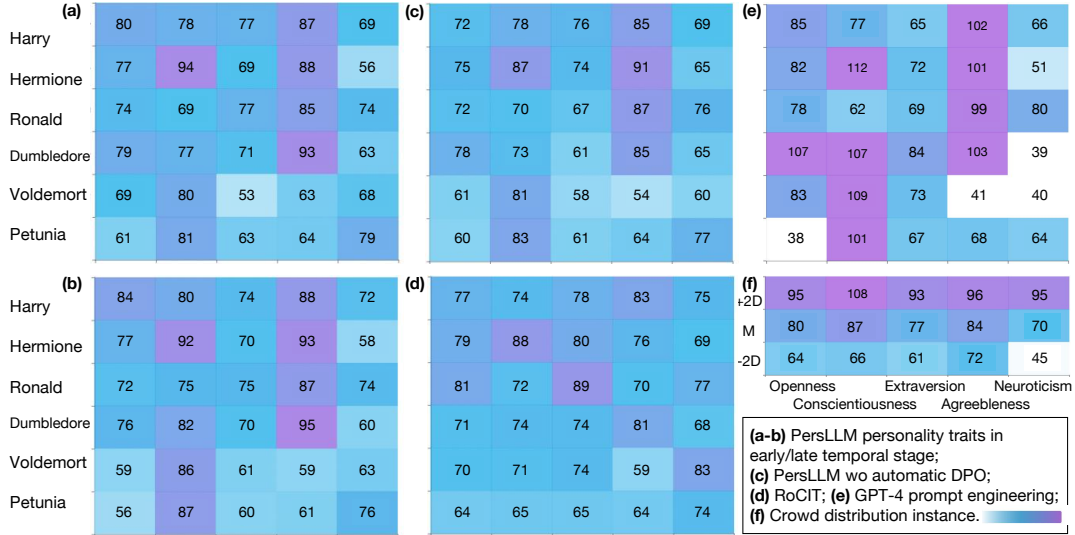 (a)
Harry 80 78 77 87 69
Hermione 77 94 69 88 56
Ronald 74 69 77 85 74
Dumbledore 79 77 71 93 63
Voldemort 69 80 53 63 68
Petunia 61 81 63 64 79
(c)
72 78 76 85 69
75 87 74 91 65
72 70 67 87 76
78 73 61 85 65
61 81 58 54 60
60 83 61 64 77
(e)
85 77 65 102 66
82 112 72 101 51
78 62 69 99 80
107 107 84 103 39
83 109 73 41 40
38 101 67 68 64
(b)
Harry 84 80 74 88 72
Hermione 77 92 70 93 58
Ronald 72 75 75 87 74
Dumbledore 76 82 70 95 60
Voldemort 59 86 61 59 63
Petunia 56 87 60 61 76
(d)
77 74 78 83 75
79 88 80 76 69
81 72 89 70 77
71 74 74 81 68
70 71 74 59 83
64 65 65 64 74
(f)
+2D 95 108 93 96 95
M 80 87 77 84 70
-2D 64 66 61 72 45
Openness Extraversion Neuroticism
Conscientiousness Agreebleness
(a-b) PersLLM personality traits in
early/late temporal stage;
(c) PersLLM wo automatic DPO;
(d) RoCIT; (e) GPT-4 prompt engineering;
(f) Crowd distribution instance.